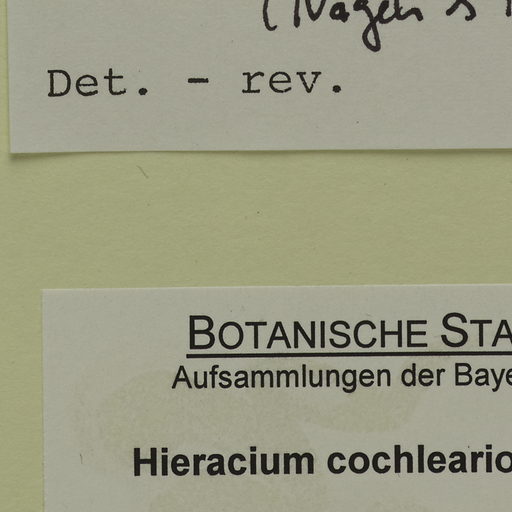 Det. - rev.
BOTANISCHE STA
Aufsammlungen der Baye
Hieracium cochleario